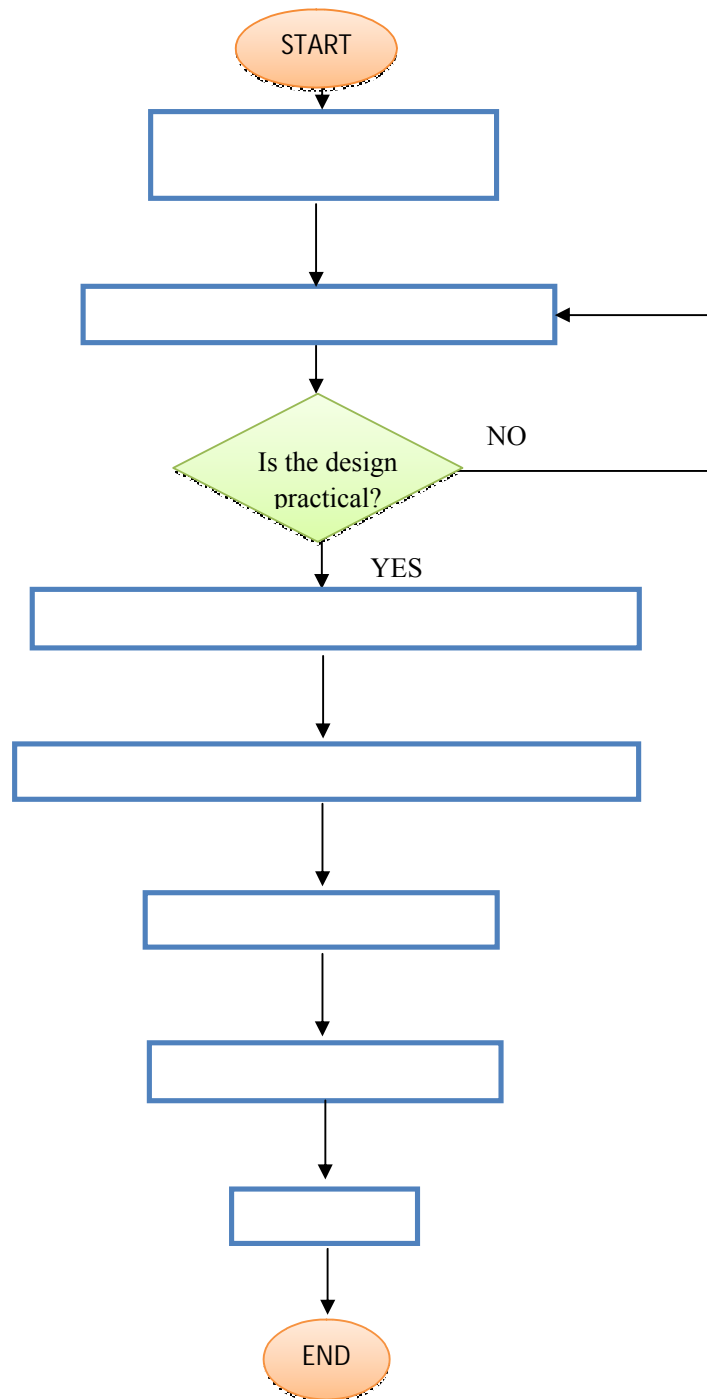 START
NO
Is the design
practical?
YES
END